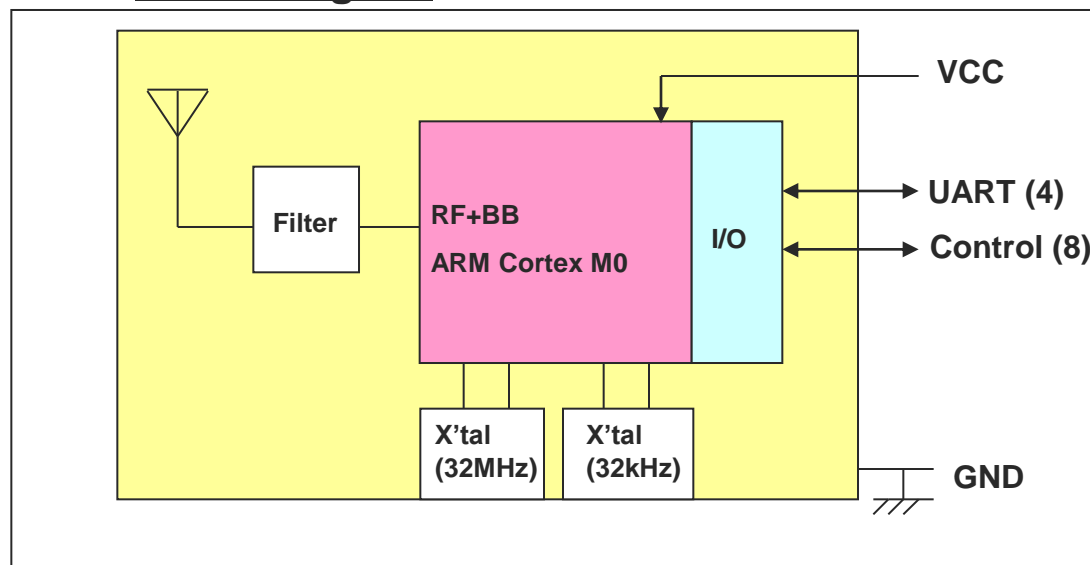 VCC
UART (4)
Filter
RF+BB
I/O
ARM Cortex M0
Control (8)
X'tal
(32MHz)
X'tal
(32kHz)
GND